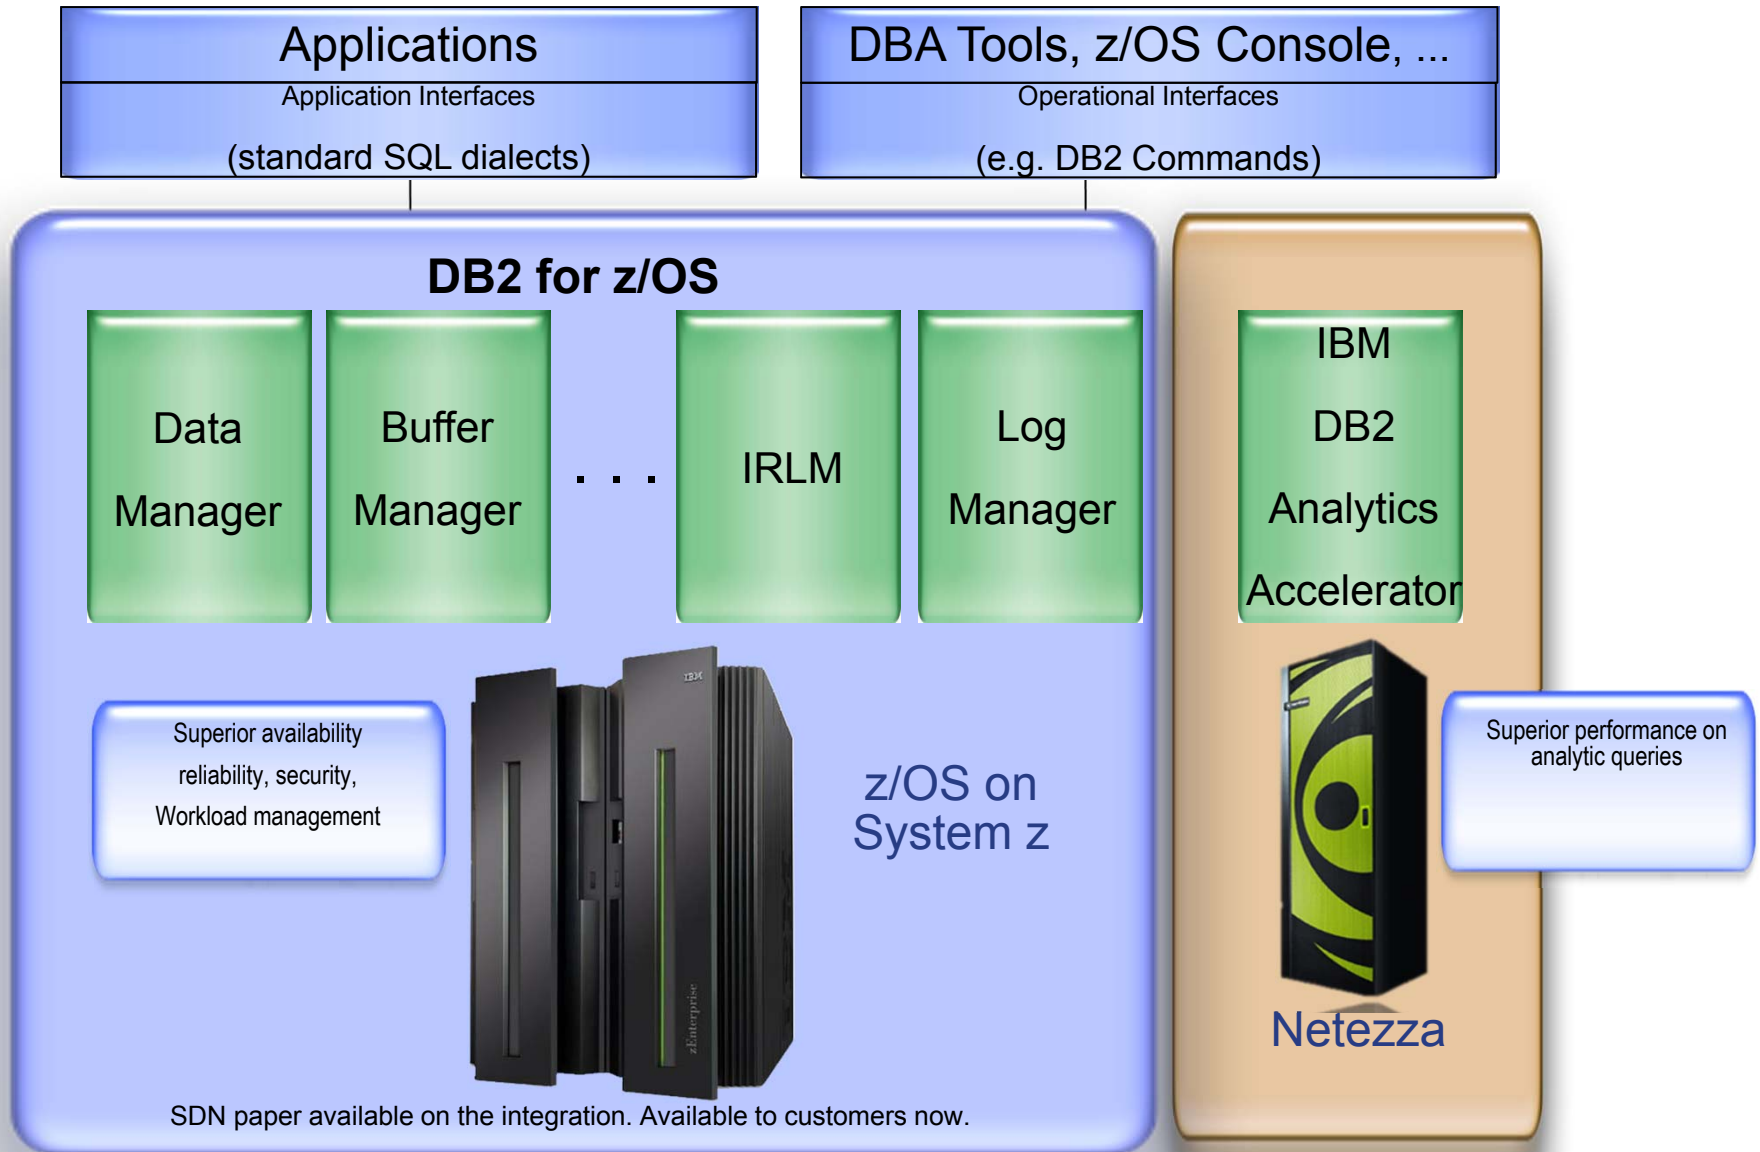 Applications
Application Interfaces
(standard SQL dialects)
DBA Tools, z/OS Console, ...
Operational Interfaces
(e.g. DB2 Commands)
DB2 for z/OS
Data
Manager
Buffer
Manager
. . .
IRLM
Log
Manager
IBM
DB2
Analytics
Accelerator
Superior availability
reliability, security,
Workload management
IBM
zEnterprise
z/OS on
System z
Superior performance on
analytic queries
Netezza
SDN paper available on the integration. Available to customers now.